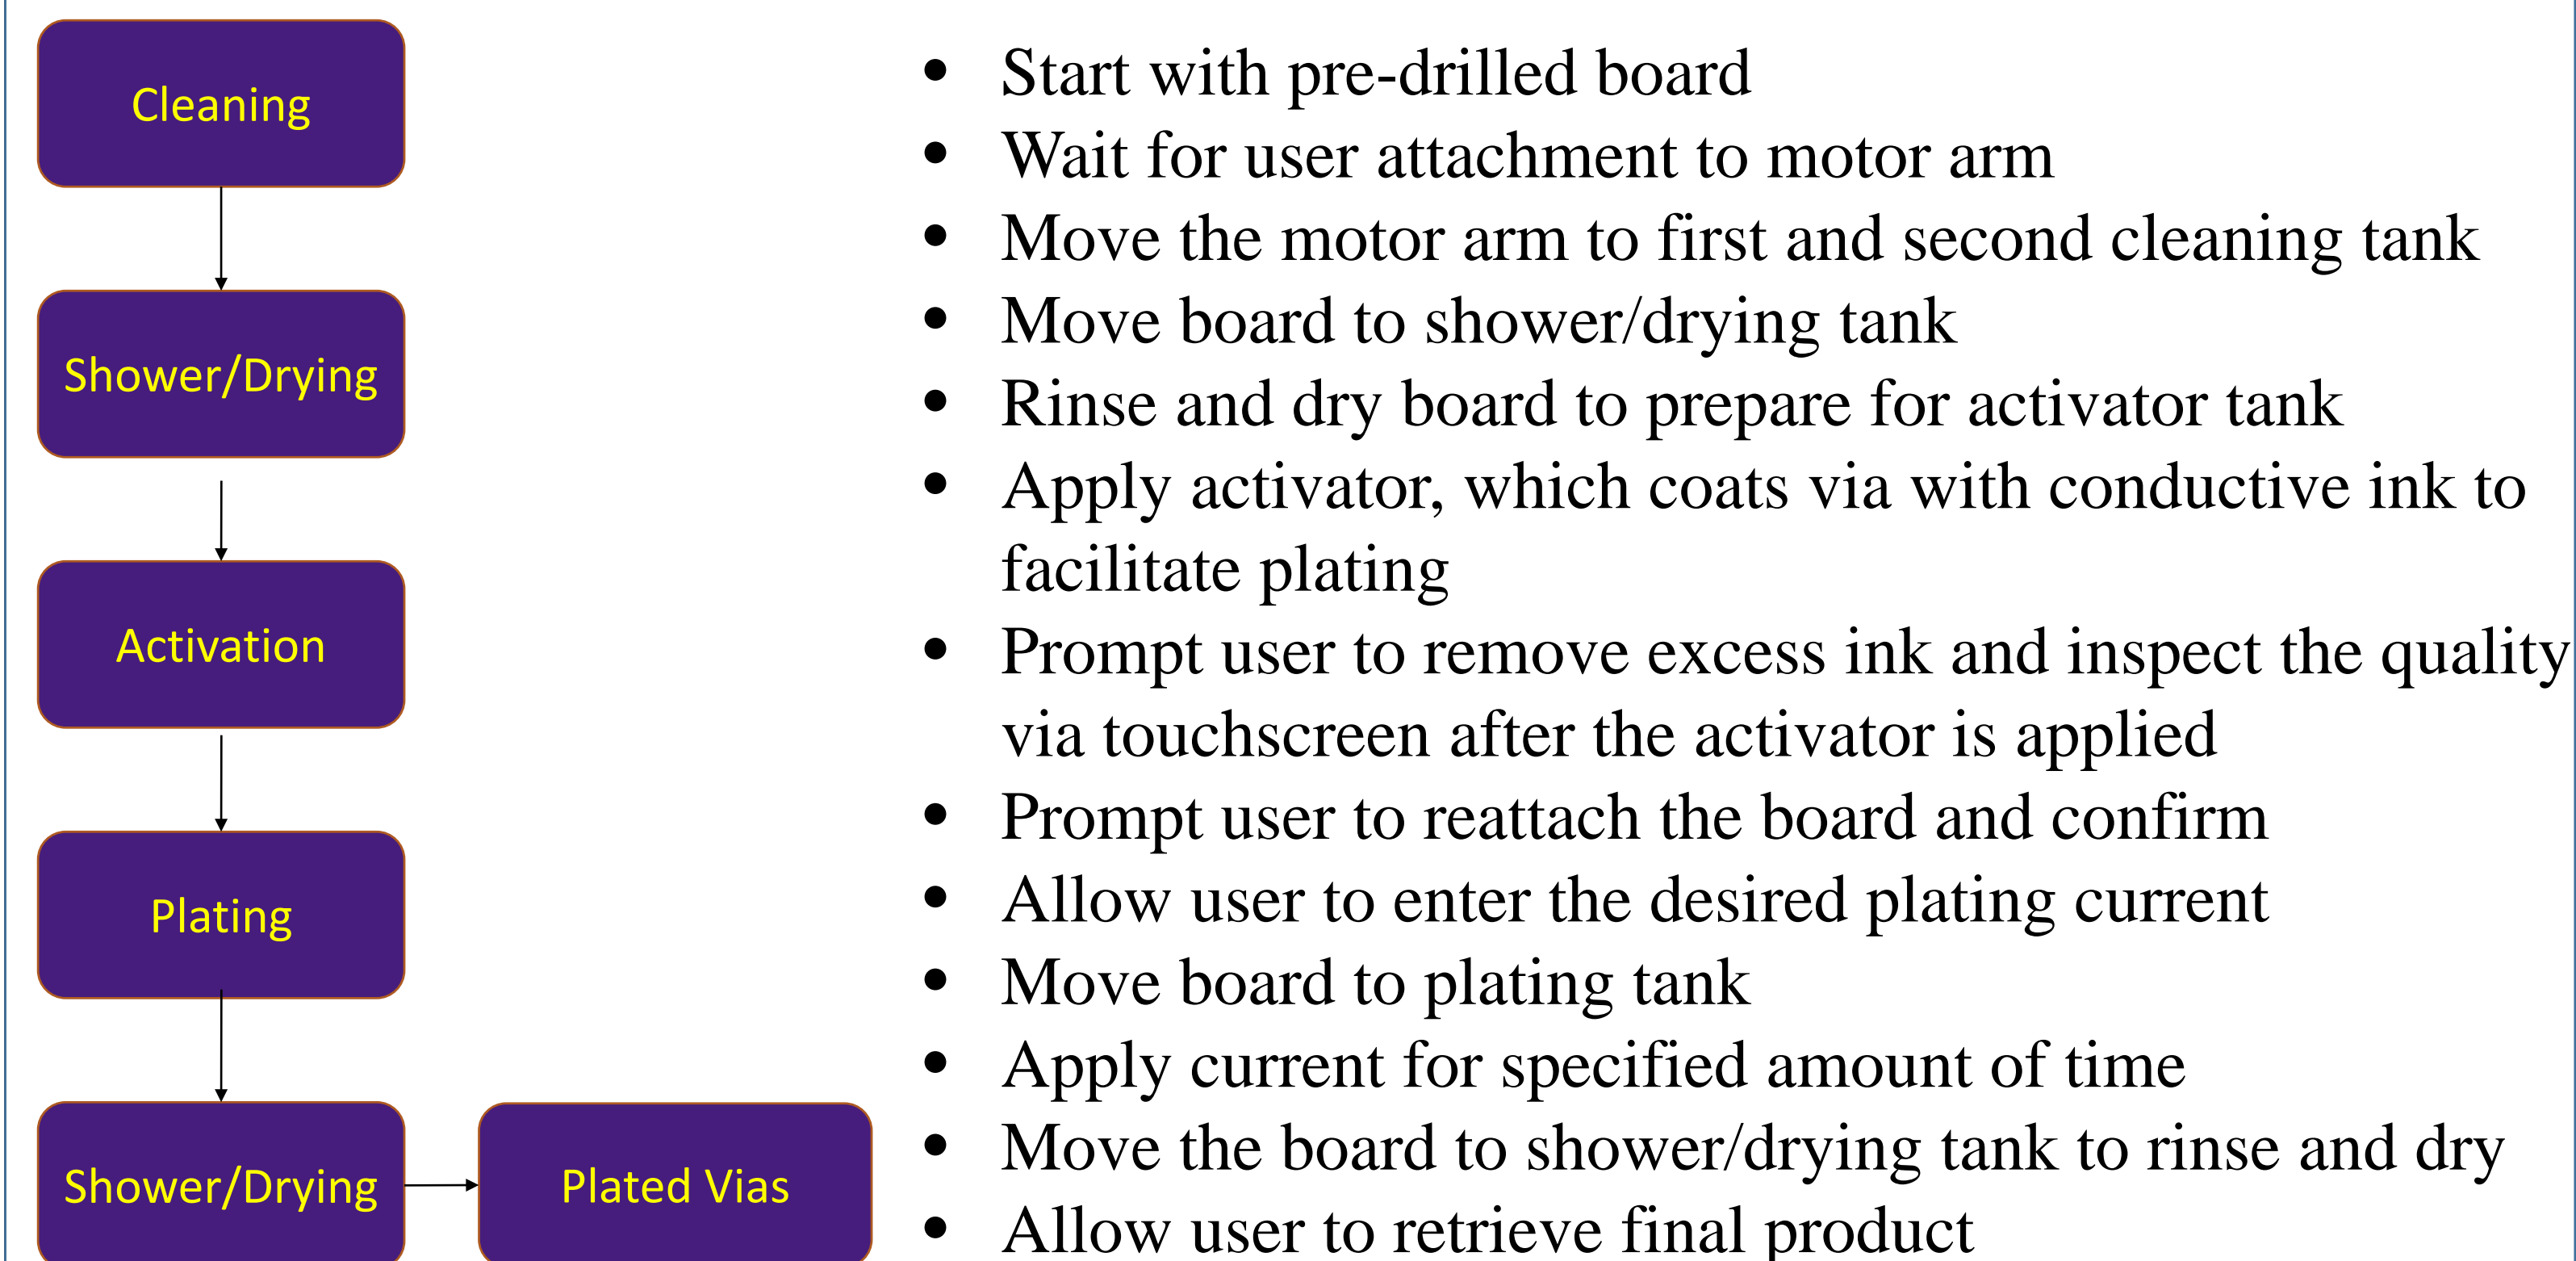 Cleaning
Shower/Drying
Activation
Plating
Shower/Drying
Plated Vias
• Start with pre-drilled board
• Wait for user attachment to motor arm
• Move the motor arm to first and second cleaning tank
• Move board to shower/drying tank
• Rinse and dry board to prepare for activator tank
• Apply activator, which coats via with conductive ink to
facilitate plating
• Prompt user to remove excess ink and inspect the quality
via touchscreen after the activator is applied
• Prompt user to reattach the board and confirm
• Allow user to enter the desired plating current
• Move board to plating tank
• Apply current for specified amount of time
• Move the board to shower/drying tank to rinse and dry
• Allow user to retrieve final product